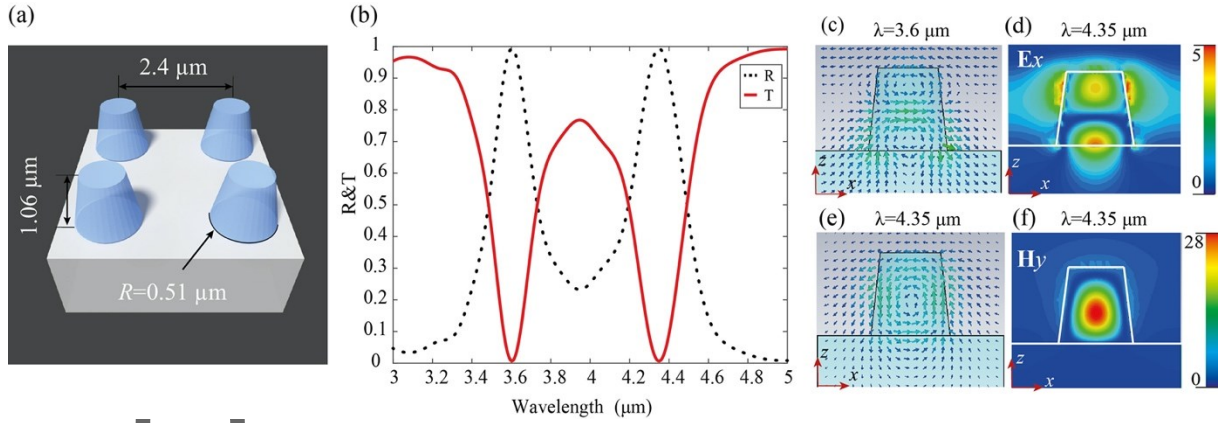 (a)
2.4 µm
1.06 µm
R=0.51 µm
(b)
R&T
1
0.9
0.8
0.7
0.6
0.5
0.4
0.3
0.2
0.1
0
R
T
3
3.2
3.4
3.6
3.8
4
4.2
4.4
4.6
4.8
5
Wavelength (µm)
(c)
λ=3.6 µm
z
x
(d)
λ=4.35 µm
Ex
z
x
5
0
(e)
λ=4.35 µm
z
x
(f)
λ=4.35 µm
Hy
z
x
28
0